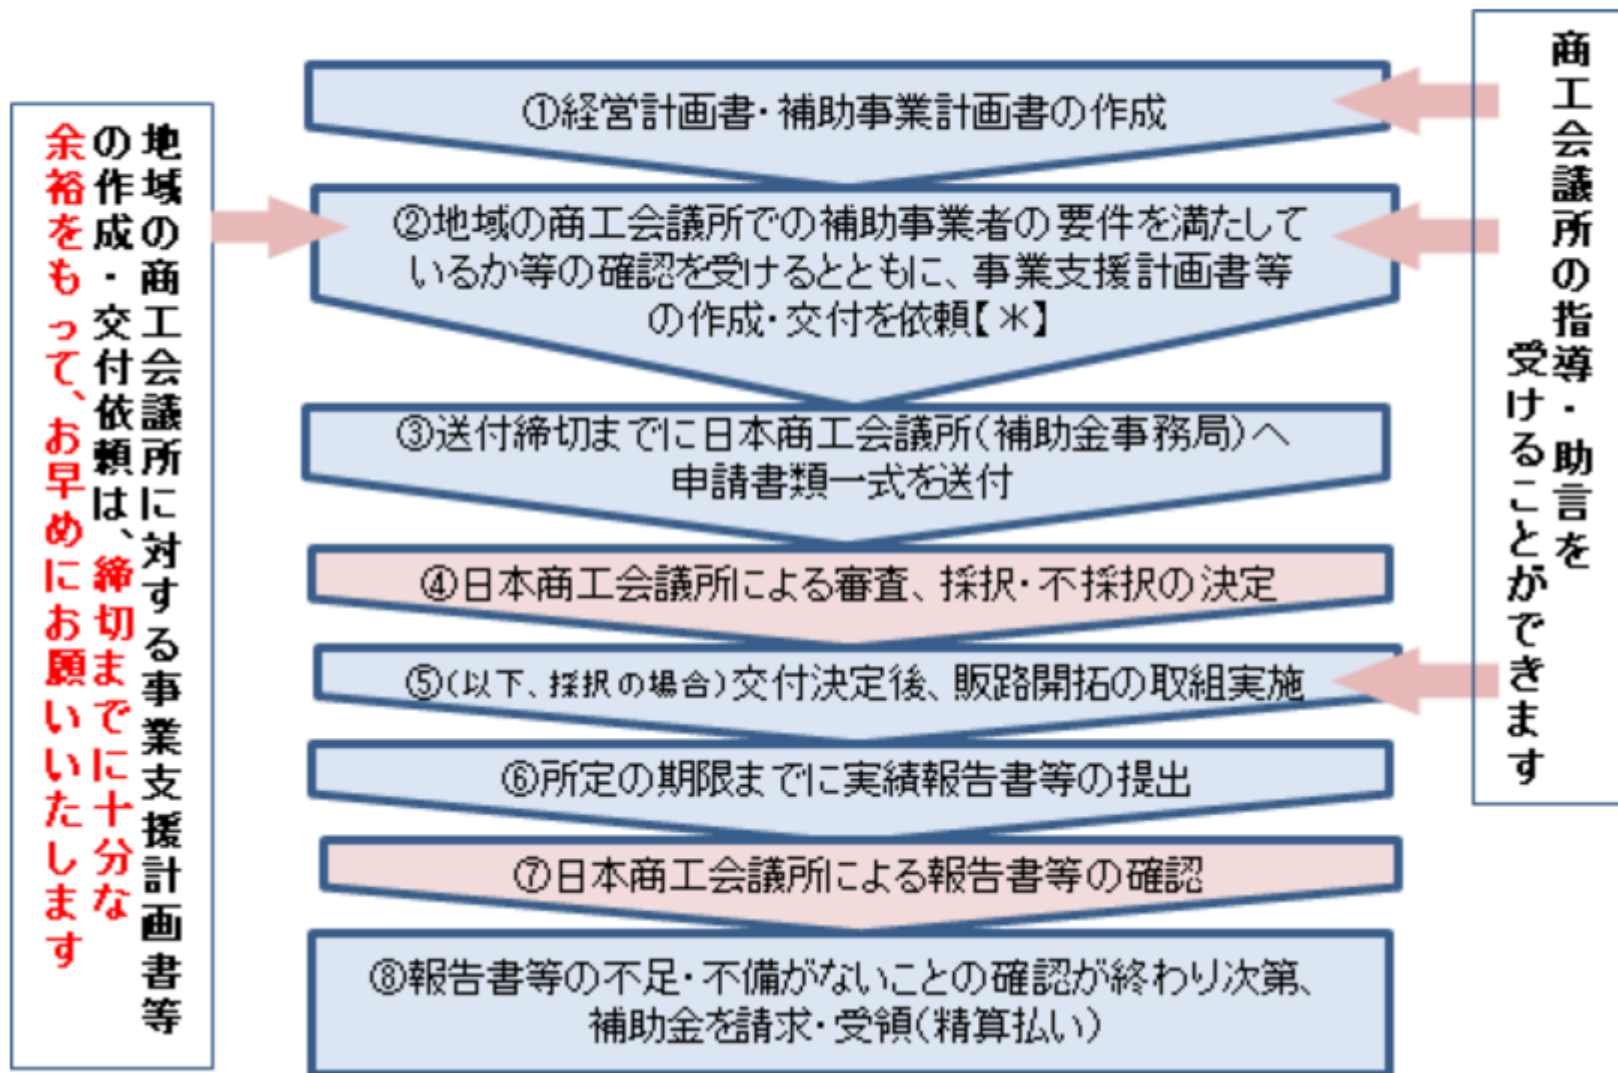 ①経営計画書・補助事業計画書の作成
②地域の商工会議所での補助事業者の要件を満たして
いるか等の確認を受けるとともに、事業支援計画書等
の作成・交付を依頼【＊】
③送付締切までに日本商工会議所(補助金事務局)へ
申請書類一式を送付
④日本商工会議所による審査、採択・不採択の決定
⑤(以下、採択の場合)交付決定後、販路開拓の取組実施
⑥所定の期限までに実績報告書等の提出
⑦日本商工会議所による報告書等の確認
⑧報告書等の不足・不備がないことの確認が終わり次第、
補助金を請求・受領(精算払い)
地域の商工会議所に対する事業支援計画書等
の作成・交付依頼は、締切までに十分な
余裕をもって、お早めにお願いいたします
商工会議所の指導・助言を
受けることができます